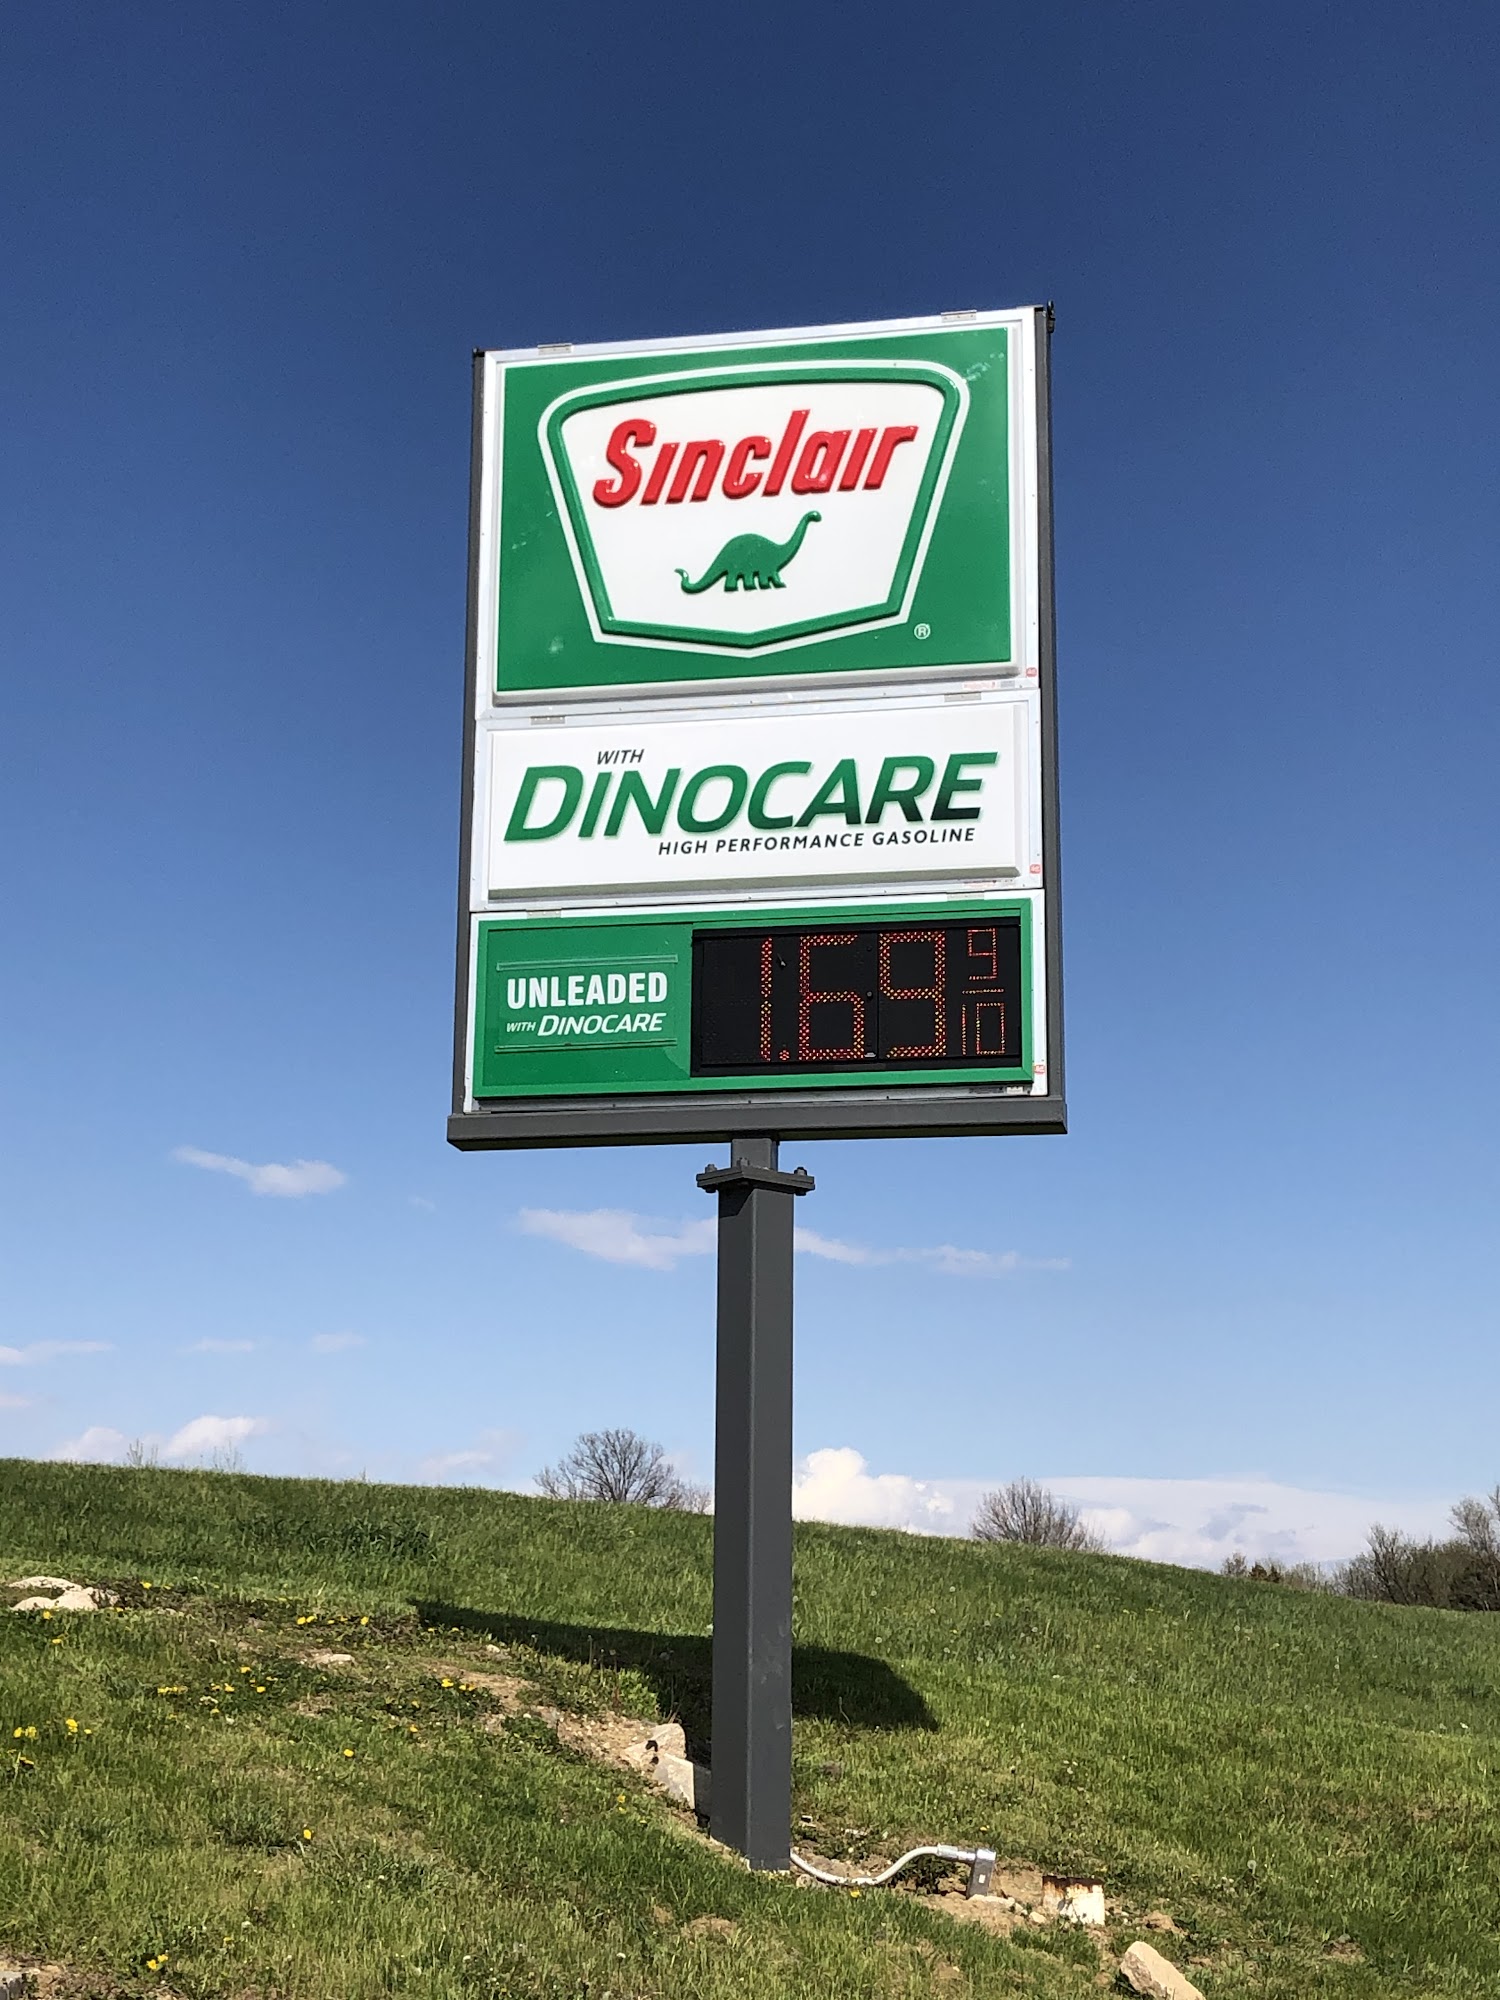 Sinclair
®
WITH
DINOCARE
HIGH PERFORMANCE GASOLINE
UNLEADED
WITH DINOCARE
1.69 9/10